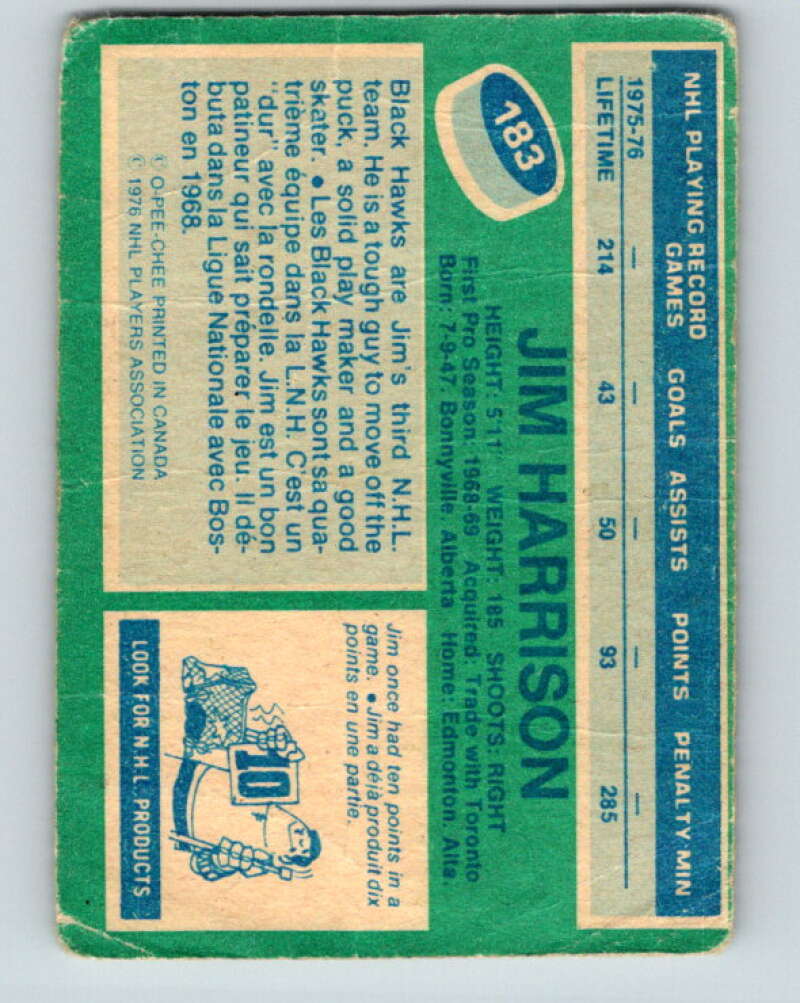 NHL PLAYING RECORD
GAMES GOALS ASSISTS POINTS PENALTY MIN
1975-76 — — — — —
LIFETIME 214 43 50 93 285
183
JIM HARRISON
HEIGHT: 5'11" WEIGHT: 185 SHOOTS: RIGHT
First Pro Season: 1968-69 Acquired: Trade with Toronto
Born: 7-9-47, Bonnyville, Alberta Home: Edmonton, Alta.
Black Hawks are Jim's third N.H.L.
team. He is a tough guy to move off the
puck, a solid play maker and a good
skater. • Les Black Hawks sont sa qua-
trième équipe dans la L.N.H. C'est un
"dur" avec la rondelle. Jim est un bon
patineur qui sait préparer le jeu. Il dé-
buta dans la Ligue Nationale avec Bos-
ton en 1968.
© O-PEE-CHEE PRINTED IN CANADA
© 1976 NHL PLAYERS ASSOCIATION
Jim once had ten points in a
game. • Jim a déjà produit dix
points en une partie.
10
LOOK FOR N.H.L. PRODUCTS